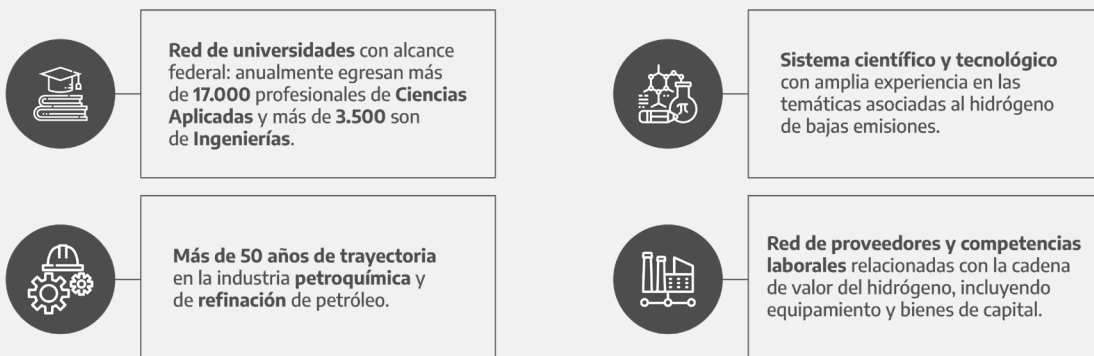 Red de universidades con alcance
federal: anualmente egresan más
de 17.000 profesionales de Ciencias
Aplicadas y más de 3.500 son
de Ingenierías.
Sistema científico y tecnológico
con amplia experiencia en las
temáticas asociadas al hidrógeno
de bajas emisiones.
π
Más de 50 años de trayectoria
en la industria petroquímica y
de refinación de petróleo.
Red de proveedores y competencias
laborales relacionadas con la cadena
de valor del hidrógeno, incluyendo
equipamiento y bienes de capital.